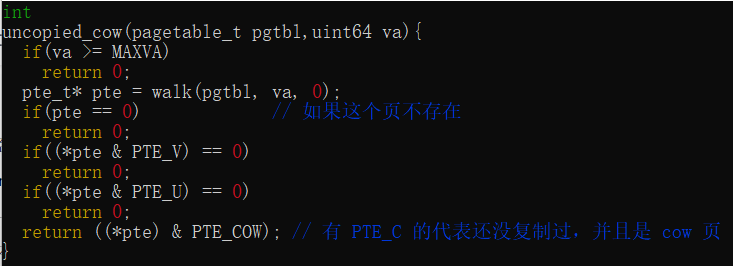 int
uncopied_cow(pagetable_t pgtbl,uint64 va){
  if(va >= MAXVA)
    return 0;
  pte_t* pte = walk(pgtbl, va, 0);
  if(pte == 0)             // 如果这个页不存在
    return 0;
  if((*pte & PTE_V) == 0)
    return 0;
  if((*pte & PTE_U) == 0)
    return 0;
  return ((*pte) & PTE_COW); // 有 PTE_C 的代表还没复制过，并且是 cow 页
}